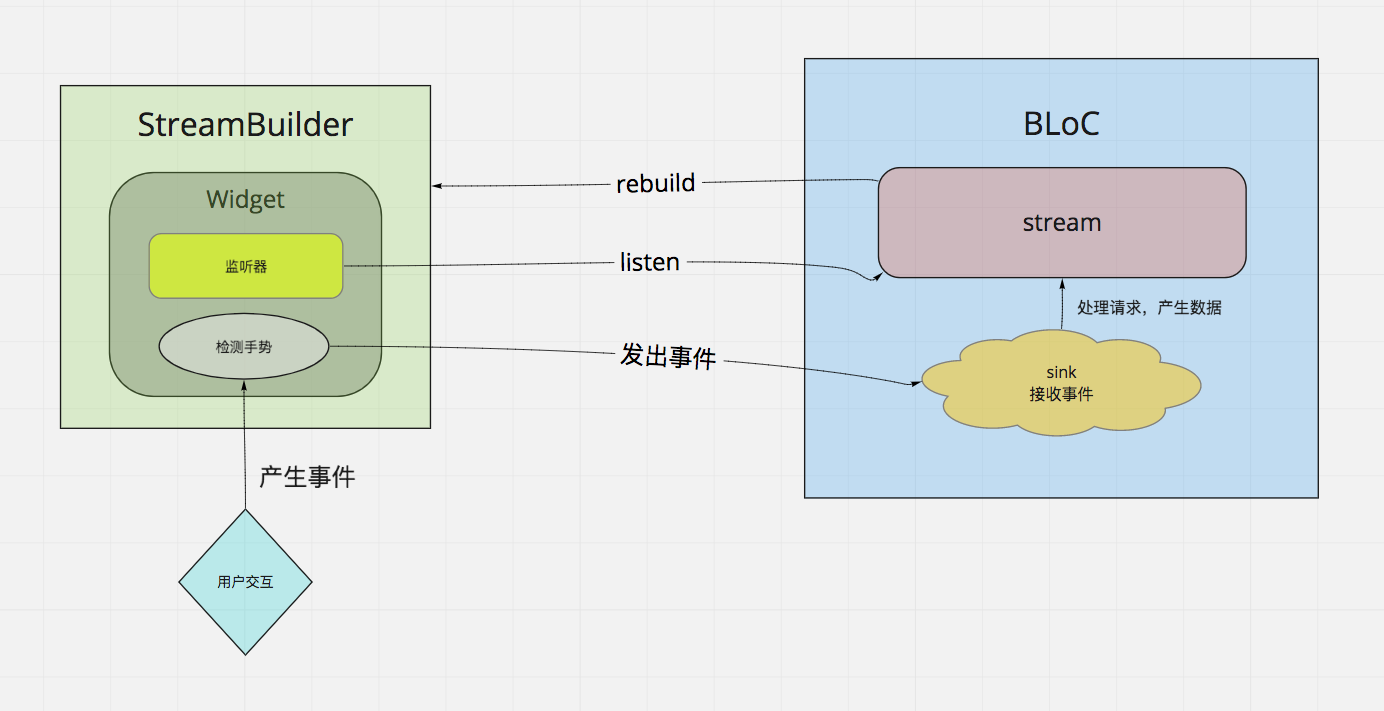 StreamBuilder
Widget
监听器
检测手势
产生事件
用户交互
rebuild
listen
发出事件
BLoC
stream
处理请求，产生数据
sink
接收事件